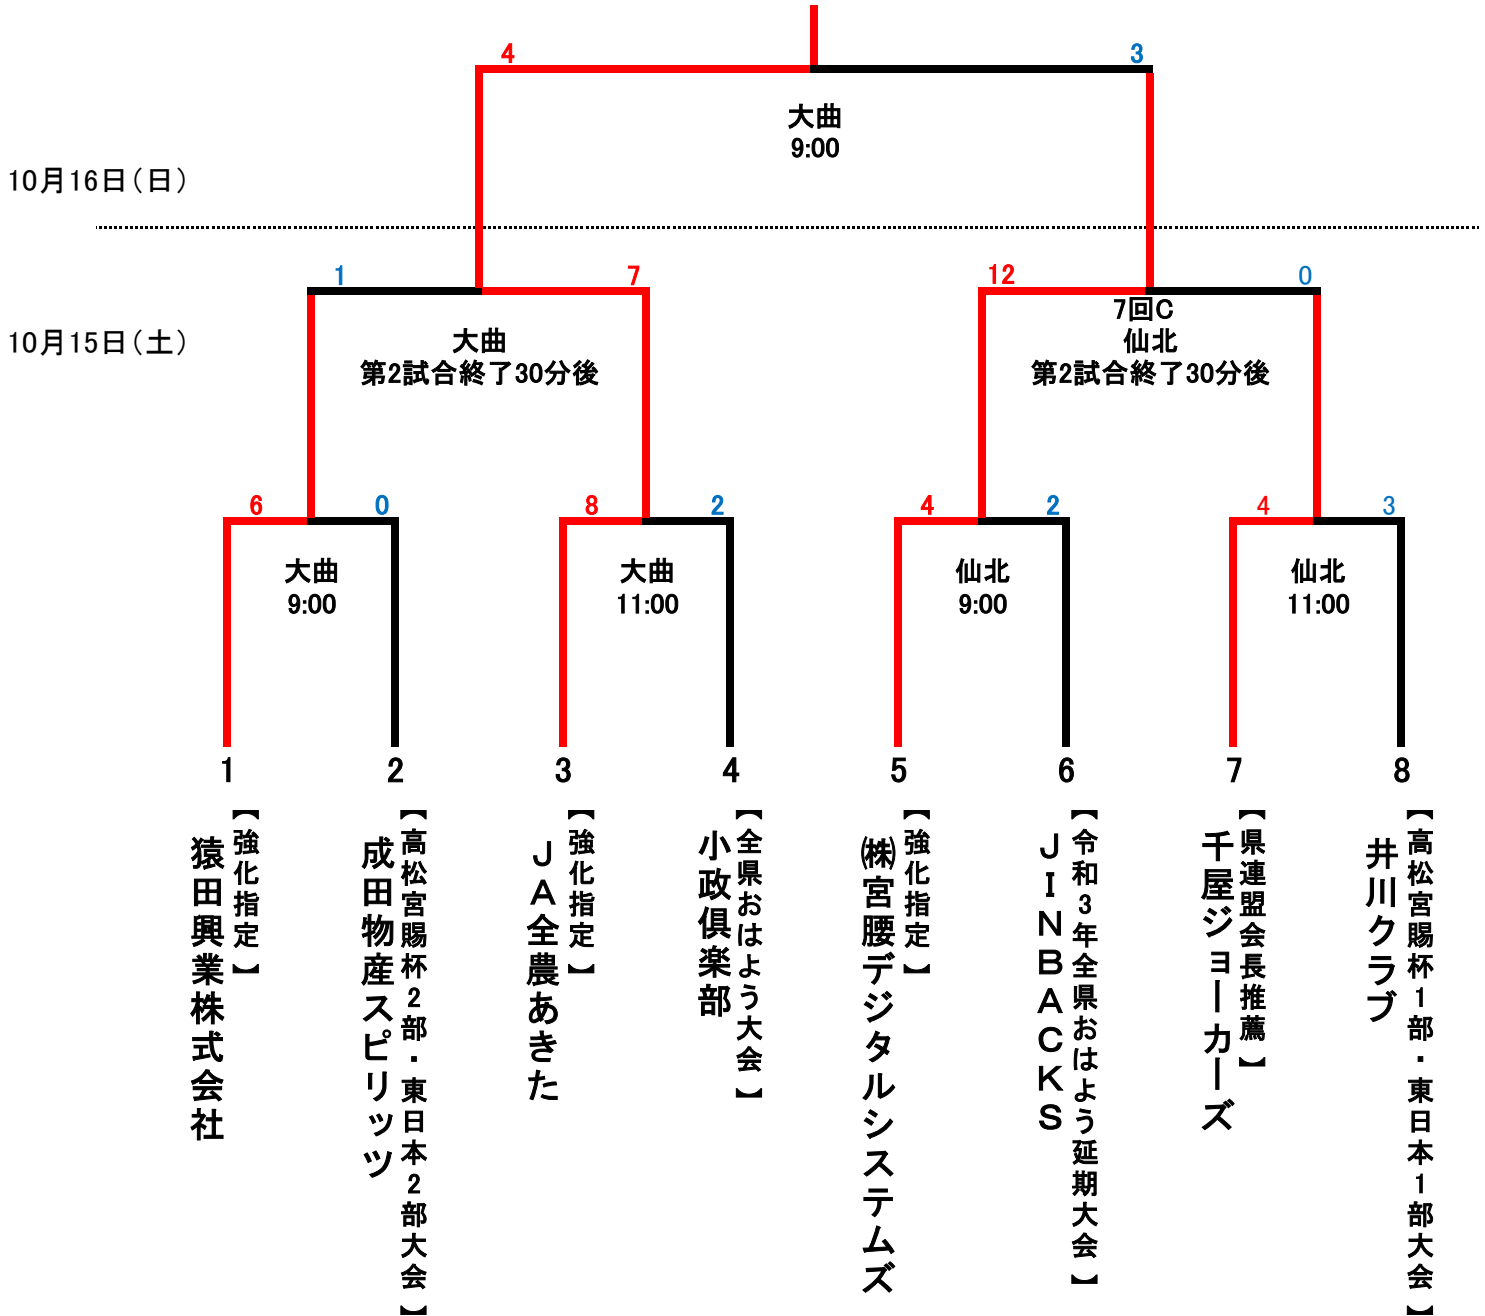 4
3
大曲
9:00
10月16日（日）
1
7
12
0
7回C
10月15日（土）
大曲
仙北
第2試合終了30分後
第2試合終了30分後
6
0
8
2
4
2
4
3
大曲
大曲
仙北
仙北
9:00
11:00
9:00
11:00
1
2
3
4
5
6
7
8
【強化指定】
猿田興業株式会社
【高松宮賜杯2部・東日本2部大会】
成田物産スピリッツ
【強化指定】
ＪＡ全農あきた
【全県おはよう大会】
小政倶楽部
【強化指定】
㈱宮腰デジタルシステムズ
【令和3年全県おはよう延期大会】
ＪＩＮＢＡＣＫＳ
【県連盟会長推薦】
千屋ジョーカーズ
【高松宮賜杯1部・東日本1部大会】
井川クラブ